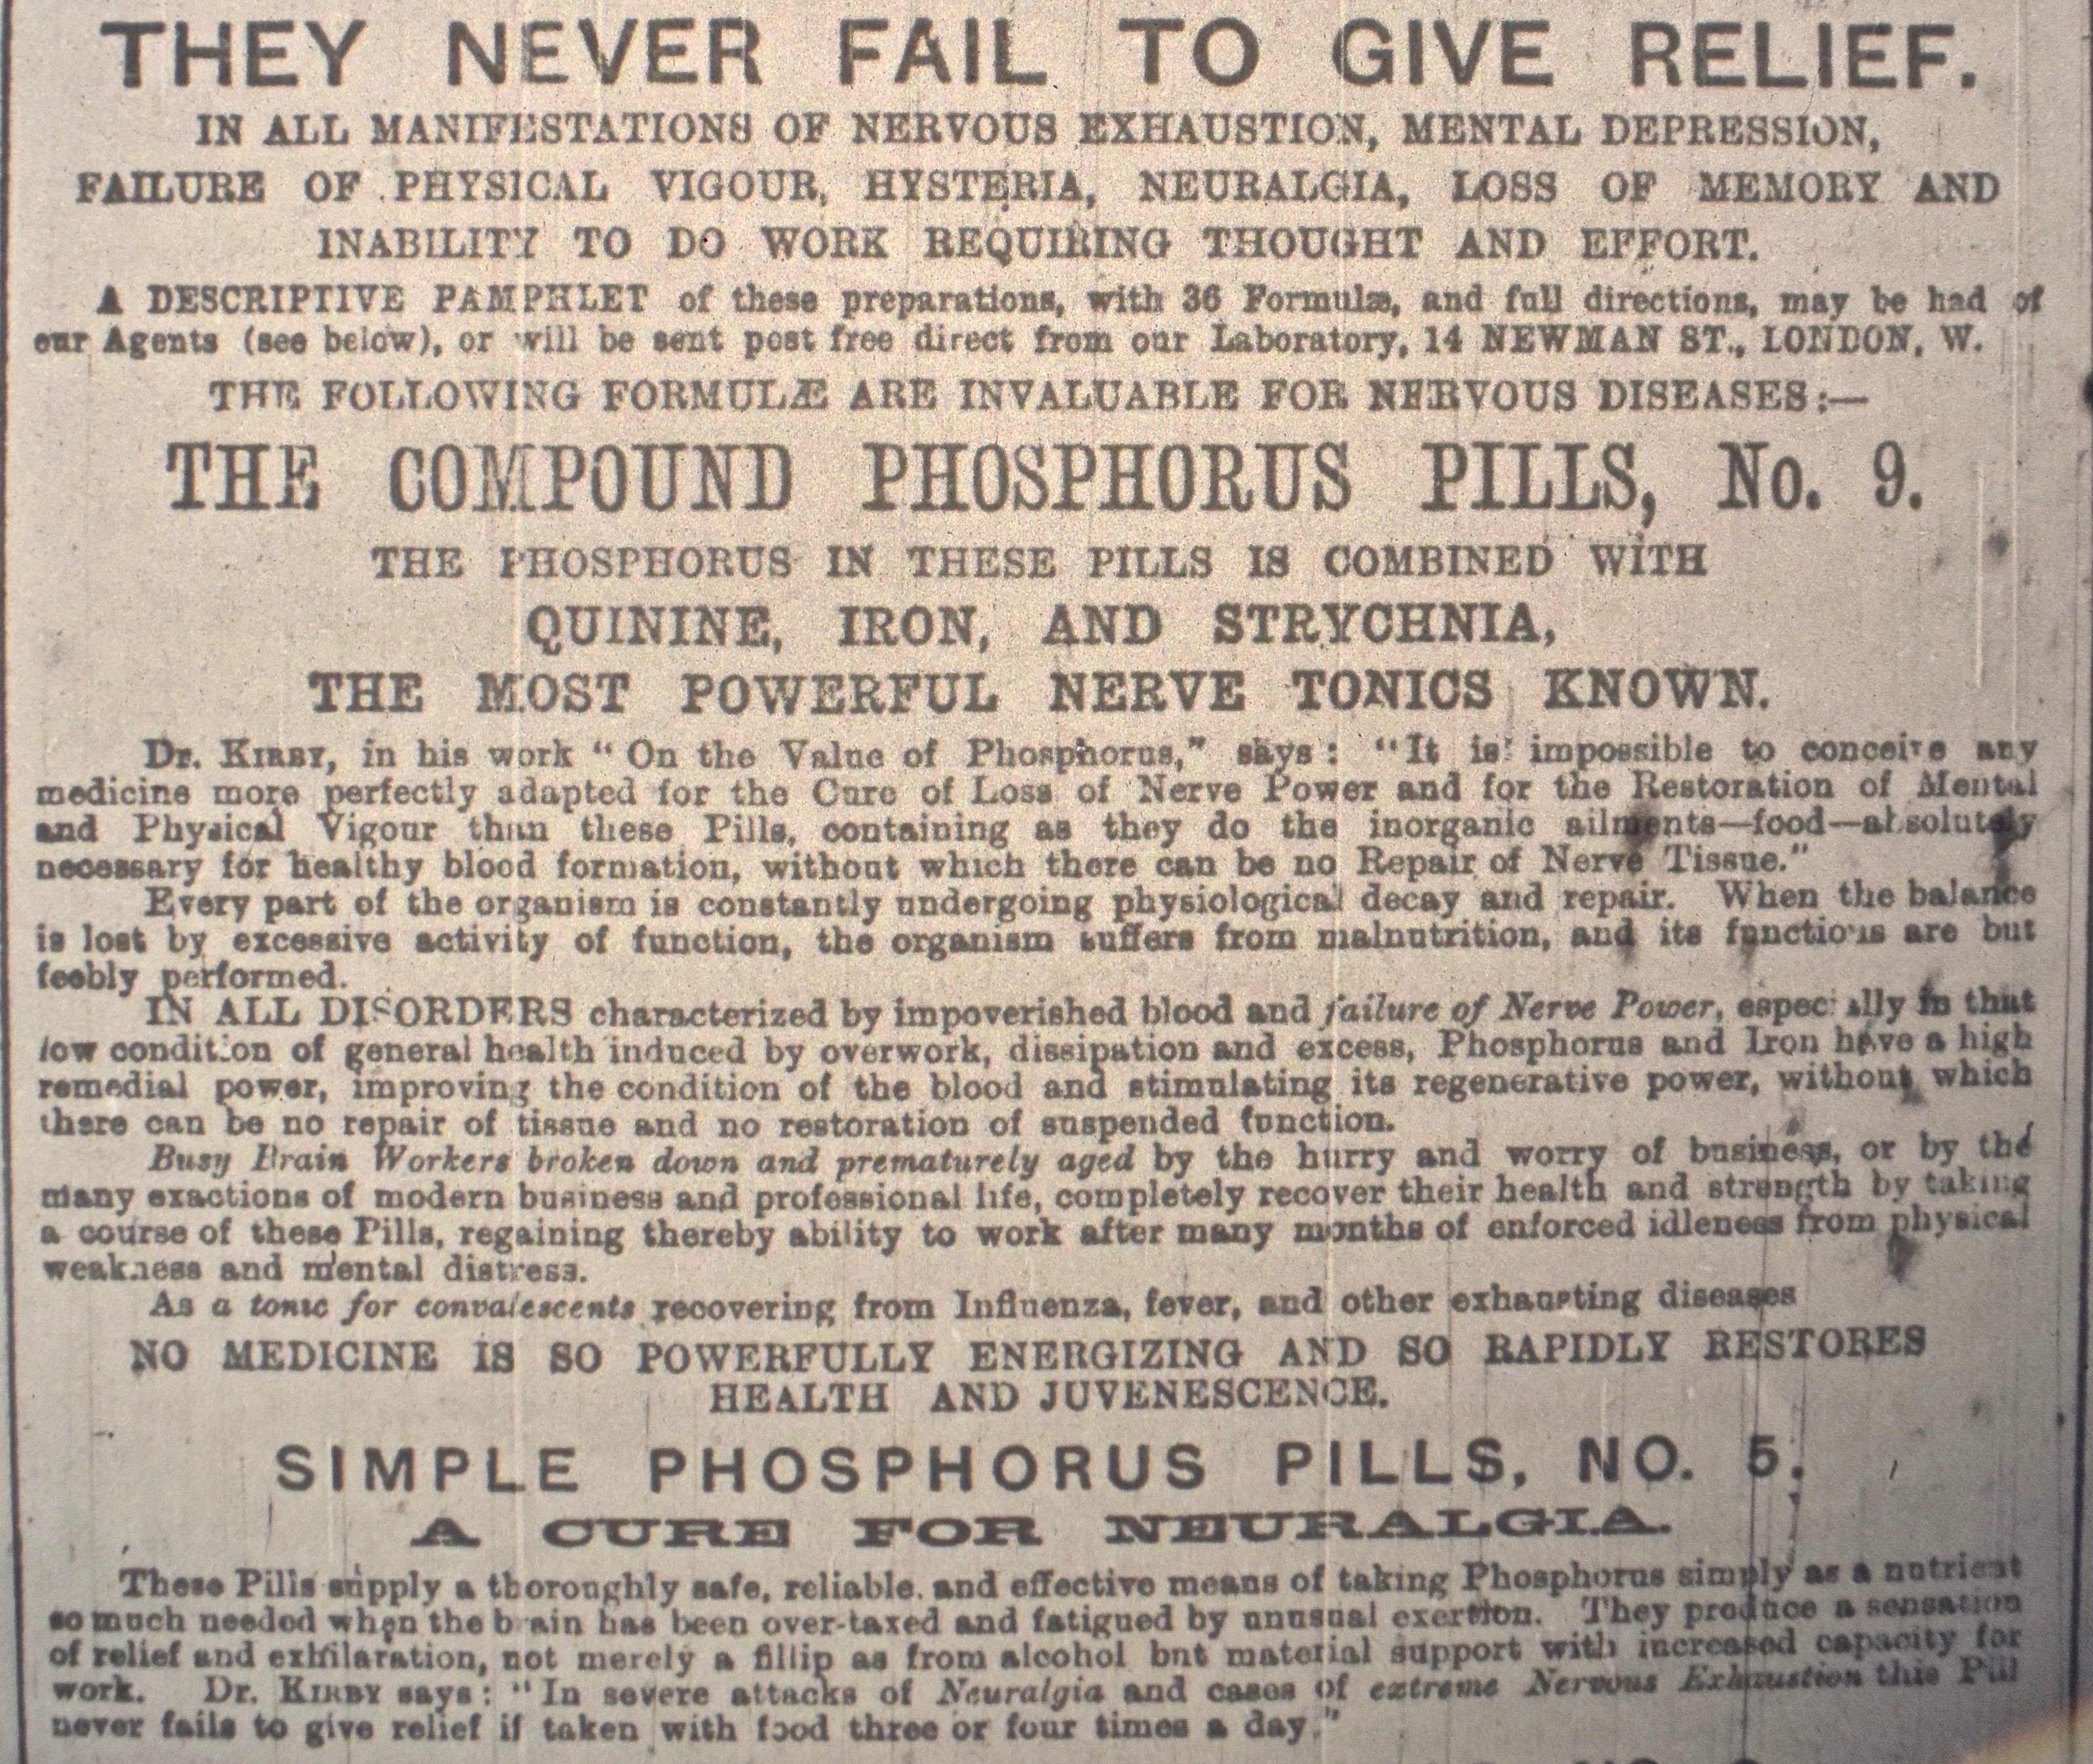 THEY NEVER FAIL TO GIVE RELIEF.
IN ALL MANIFESTATIONS OF NERVOUS EXHAUSTION, MENTAL DEPRESSION,
FAILURE OF PHYSICAL VIGOUR, HYSTERIA, NEURALGIA, LOSS OF MEMORY AND
INABILITY TO DO WORK REQUIRING THOUGHT AND EFFORT.
A DESCRIPTIVE PAMPHLET of these preparations, with 36 Formulæ, and full directions, may be had of
our Agents (see below), or will be sent post free direct from our Laboratory, 14 NEWMAN ST., LONDON, W.
THE FOLLOWING FORMULÆ ARE INVALUABLE FOR NERVOUS DISEASES:—
THE COMPOUND PHOSPHORUS PILLS, No. 9.
THE PHOSPHORUS IN THESE PILLS IS COMBINED WITH
QUININE, IRON, AND STRYCHNIA,
THE MOST POWERFUL NERVE TONICS KNOWN.
Dr. KIRBY, in his work "On the Value of Phosphorus," says: "It is impossible to conceive any
medicine more perfectly adapted for the Cure of Loss of Nerve Power and for the Restoration of Mental
and Physical Vigour than these Pills, containing as they do the inorganic ailments—food—absolutely
necessary for healthy blood formation, without which there can be no Repair of Nerve Tissue."
Every part of the organism is constantly undergoing physiological decay and repair. When the balance
is lost by excessive activity of function, the organism suffers from malnutrition, and its functions are but
feebly performed.
IN ALL DISORDERS characterized by impoverished blood and failure of Nerve Power, especially in that
low condition of general health induced by overwork, dissipation and excess, Phosphorus and Iron have a high
remedial power, improving the condition of the blood and stimulating its regenerative power, without which
there can be no repair of tissue and no restoration of suspended function.
Busy Brain Workers broken down and prematurely aged by the hurry and worry of business, or by the
many exactions of modern business and professional life, completely recover their health and strength by taking
a course of these Pills, regaining thereby ability to work after many months of enforced idleness from physical
weakness and mental distress.
As a tonic for convalescents recovering from Influenza, fever, and other exhausting diseases
NO MEDICINE IS SO POWERFULLY ENERGIZING AND SO RAPIDLY RESTORES
HEALTH AND JUVENESCENCE.
SIMPLE PHOSPHORUS PILLS, NO. 5.
A CURE FOR NEURALGIA.
These Pills supply a thoroughly safe, reliable, and effective means of taking Phosphorus simply as a nutrient
so much needed when the brain has been over-taxed and fatigued by unusual exertion. They produce a sensation
of relief and exhilaration, not merely a fillip as from alcohol but material support with increased capacity for
work. Dr. KIRBY says: "In severe attacks of Neuralgia and cases of extreme Nervous Exhaustion this Pill
never fails to give relief if taken with food three or four times a day."